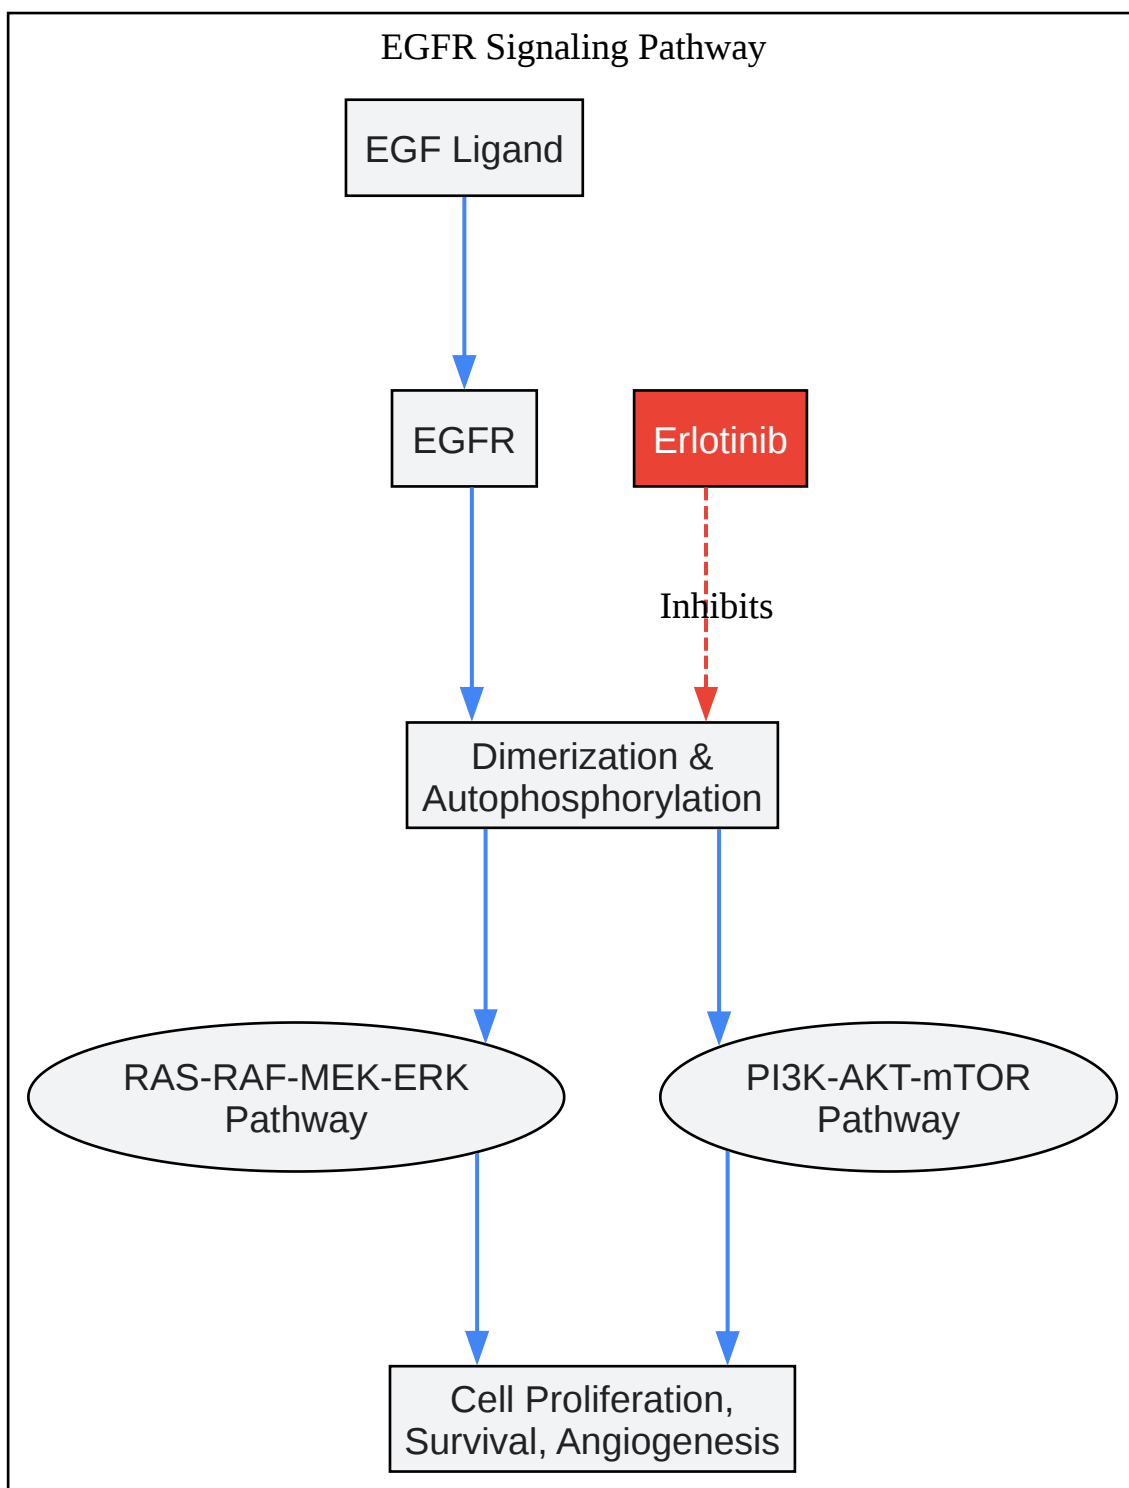 EGFR Signaling Pathway
EGF Ligand
EGFR
Erlotinib
Inhibits
Dimerization &
Autophosphorylation
RAS-RAF-MEK-ERK
Pathway
PI3K-AKT-mTOR
Pathway
Cell Proliferation,
Survival, Angiogenesis